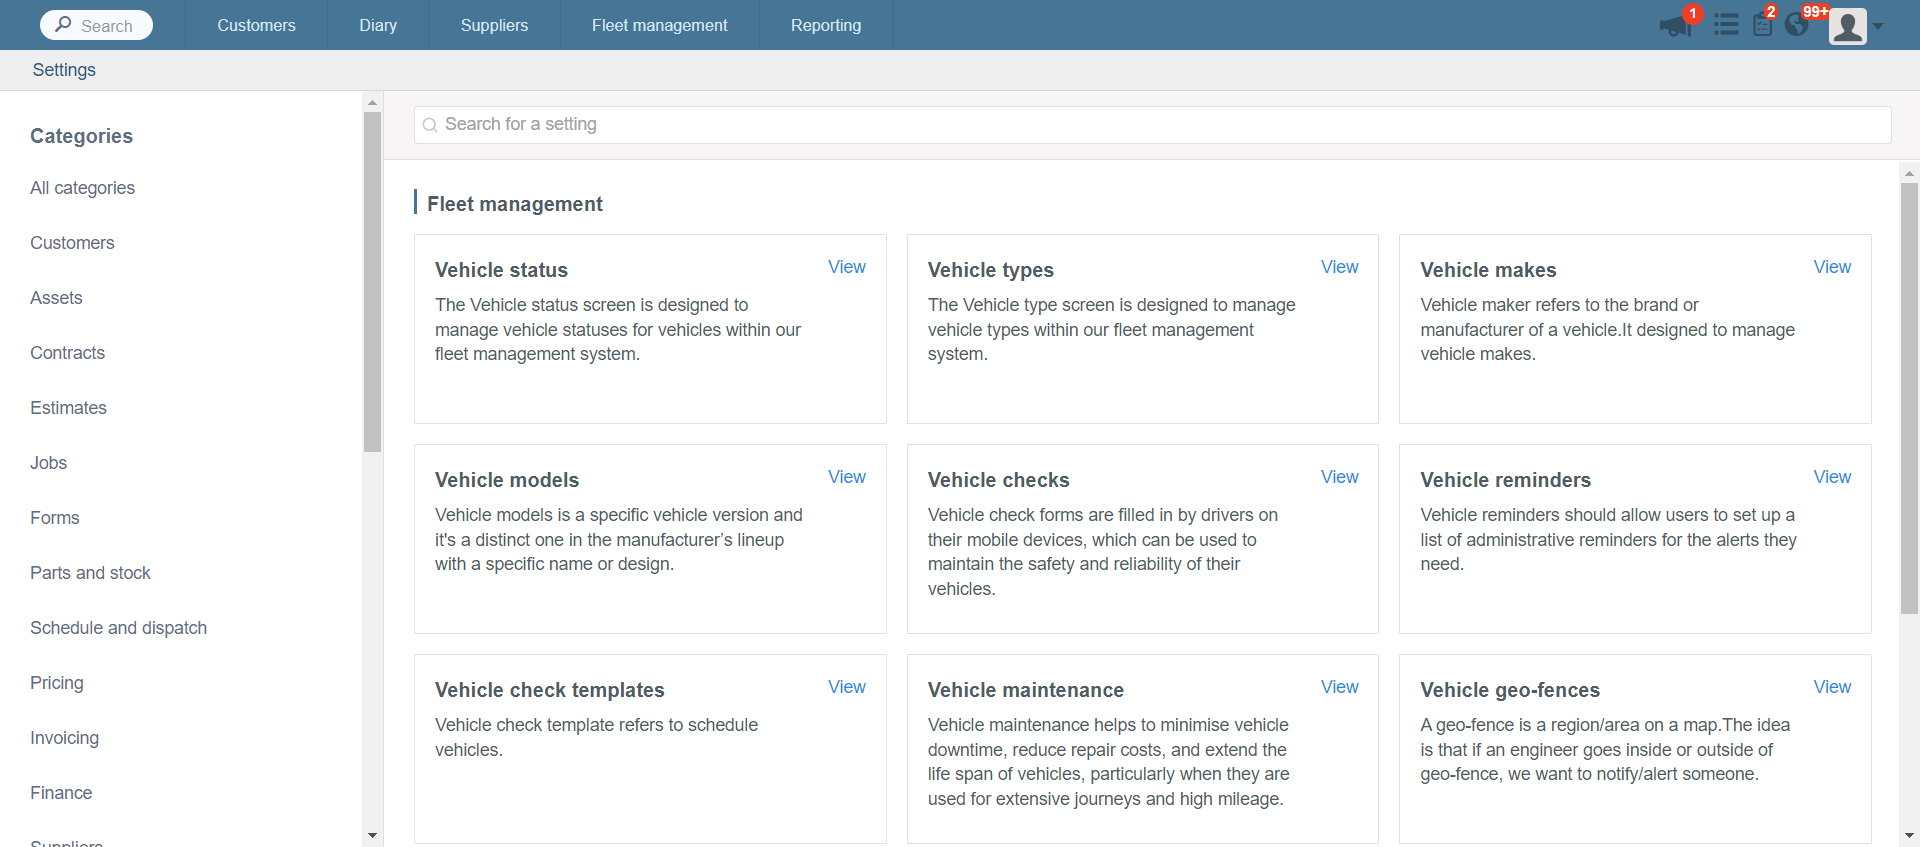 Search
Customers
Diary
Suppliers
Fleet management
Reporting
1
2
99+
Settings
Categories
All categories
Customers
Assets
Contracts
Estimates
Jobs
Forms
Parts and stock
Schedule and dispatch
Pricing
Invoicing
Finance
Suppliers
Search for a setting
Fleet management
Vehicle status
View
The Vehicle status screen is designed to
manage vehicle statuses for vehicles within our
fleet management system.
Vehicle types
View
The Vehicle type screen is designed to manage
vehicle types within our fleet management
system.
Vehicle makes
View
Vehicle maker refers to the brand or
manufacturer of a vehicle.It designed to manage
vehicle makes.
Vehicle models
View
Vehicle models is a specific vehicle version and
it's a distinct one in the manufacturer’s lineup
with a specific name or design.
Vehicle checks
View
Vehicle check forms are filled in by drivers on
their mobile devices, which can be used to
maintain the safety and reliability of their
vehicles.
Vehicle reminders
View
Vehicle reminders should allow users to set up a
list of administrative reminders for the alerts they
need.
Vehicle check templates
View
Vehicle check template refers to schedule
vehicles.
Vehicle maintenance
View
Vehicle maintenance helps to minimise vehicle
downtime, reduce repair costs, and extend the
life span of vehicles, particularly when they are
used for extensive journeys and high mileage.
Vehicle geo-fences
View
A geo-fence is a region/area on a map.The idea
is that if an engineer goes inside or outside of
geo-fence, we want to notify/alert someone.